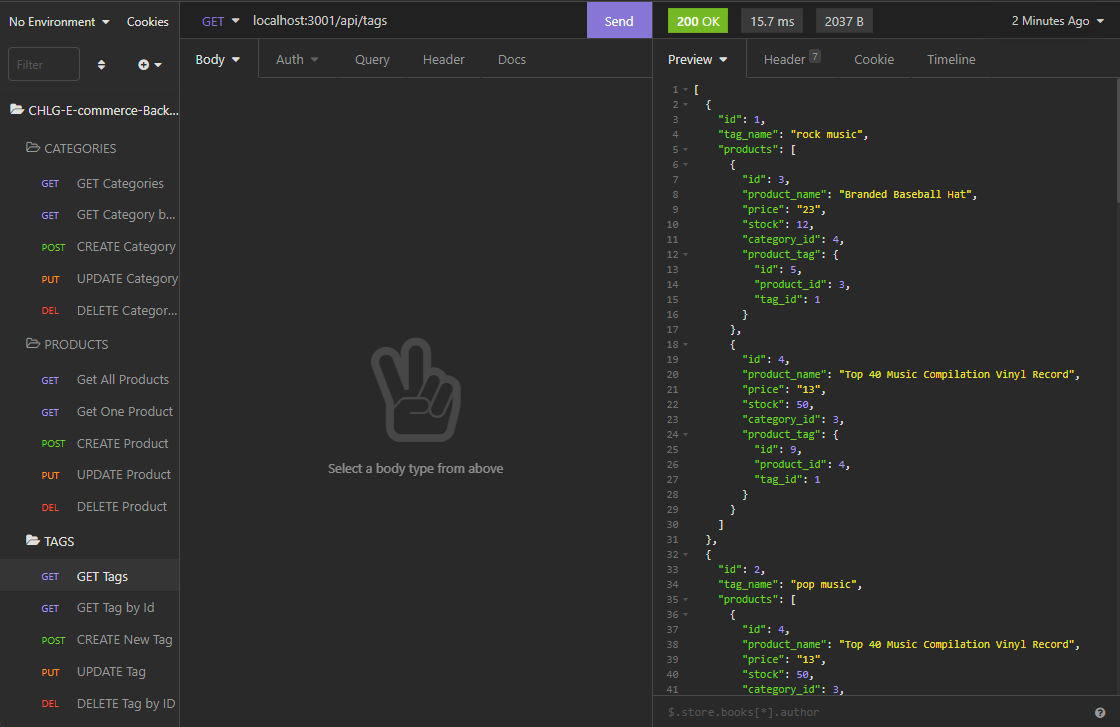 No Environment Cookies
Filter
CHLG-E-commerce-Back...
CATEGORIES
GET GET Categories
GET GET Category b...
POST CREATE Category
PUT UPDATE Category
DEL DELETE Categor...
PRODUCTS
GET Get All Products
GET Get One Product
POST CREATE Product
PUT UPDATE Product
DEL DELETE Product
TAGS
GET GET Tags
GET GET Tag by Id
POST CREATE New Tag
PUT UPDATE Tag
DEL DELETE Tag by ID
GET localhost:3001/api/tags Send
Body Auth Query Header Docs
Select a body type from above
200 OK 15.7 ms 2037 B 2 Minutes Ago
Preview Header 7 Cookie Timeline
1 [
2 {
3 "id": 1,
4 "tag_name": "rock music",
5 "products": [
6 {
7 "id": 3,
8 "product_name": "Branded Baseball Hat",
9 "price": "23",
10 "stock": 12,
11 "category_id": 4,
12 "product_tag": {
13 "id": 5,
14 "product_id": 3,
15 "tag_id": 1
16 }
17 },
18 {
19 "id": 4,
20 "product_name": "Top 40 Music Compilation Vinyl Record",
21 "price": "13",
22 "stock": 50,
23 "category_id": 3,
24 "product_tag": {
25 "id": 9,
26 "product_id": 4,
27 "tag_id": 1
28 }
29 }
30 ]
31 },
32 {
33 "id": 2,
34 "tag_name": "pop music",
35 "products": [
36 {
37 "id": 4,
38 "product_name": "Top 40 Music Compilation Vinyl Record",
39 "price": "13",
40 "stock": 50,
41 "category_id": 3,
$.store.books[*].author